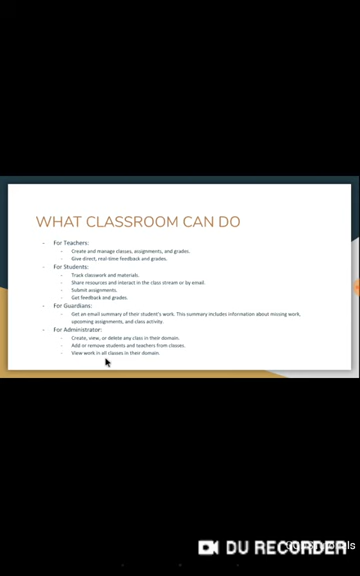 WHAT CLASSROOM CAN DO
- For Teachers:
- Create and manage classes, assignments, and grades.
- Give direct, real-time feedback and grades.
- For Students:
- Track classwork and materials.
- Share resources and interact in the class stream or by email.
- Submit assignments.
- Get feedback and grades.
- For Guardians:
- Get an email summary of their student's work. This summary includes information about missing work,
upcoming assignments, and class activity.
- For Administrator:
- Create, view, or delete any class in their domain.
- Add or remove students and teachers from classes.
- View work in all classes in their domain.
DU RECORDER